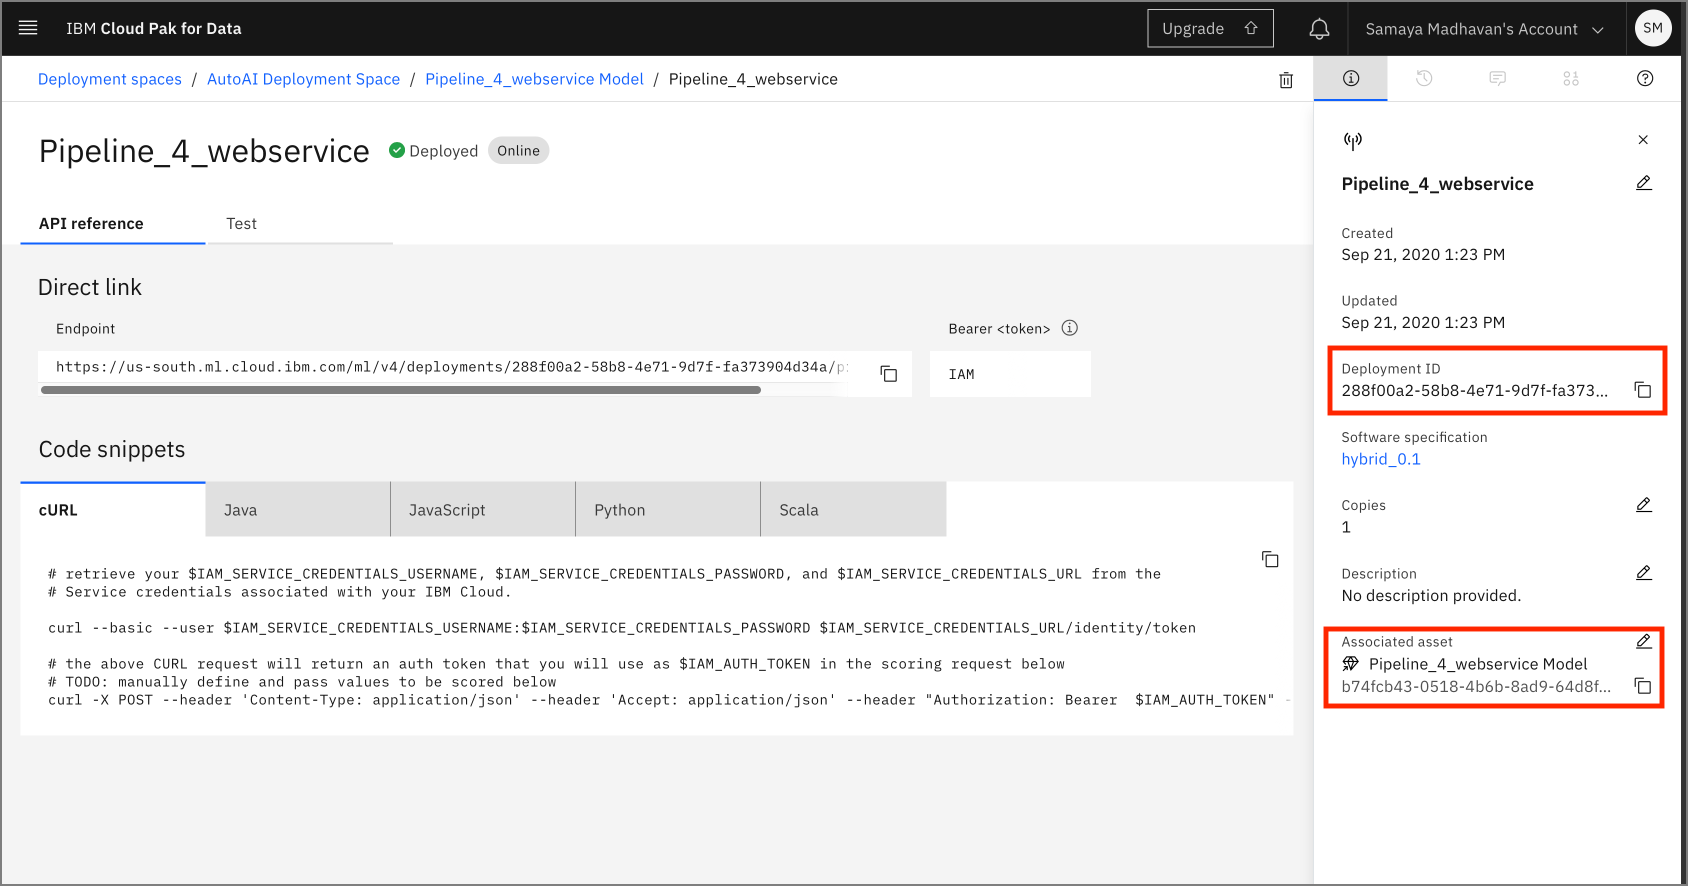 IBM Cloud Pak for Data
Upgrade
Samaya Madhavan's Account
SM
Deployment spaces / AutoAI Deployment Space / Pipeline_4_webservice Model / Pipeline_4_webservice
Pipeline_4_webservice
Deployed
Online
API reference
Test
Direct link
Endpoint
Bearer <token>
https://us-south.ml.cloud.ibm.com/ml/v4/deployments/288f00a2-58b8-4e71-9d7f-fa373904d34a/p
IAM
Code snippets
cURL
Java
JavaScript
Python
Scala
# retrieve your $IAM_SERVICE_CREDENTIALS_USERNAME, $IAM_SERVICE_CREDENTIALS_PASSWORD, and $IAM_SERVICE_CREDENTIALS_URL from the
# Service credentials associated with your IBM Cloud.
curl --basic --user $IAM_SERVICE_CREDENTIALS_USERNAME:$IAM_SERVICE_CREDENTIALS_PASSWORD $IAM_SERVICE_CREDENTIALS_URL/identity/token
# the above CURL request will return an auth token that you will use as $IAM_AUTH_TOKEN in the scoring request below
# TODO: manually define and pass values to be scored below
curl -X POST --header 'Content-Type: application/json' --header 'Accept: application/json' --header "Authorization: Bearer  $IAM_AUTH_TOKEN" -
Pipeline_4_webservice
Created
Sep 21, 2020 1:23 PM
Updated
Sep 21, 2020 1:23 PM
Deployment ID
288f00a2-58b8-4e71-9d7f-fa373...
Software specification
hybrid_0.1
Copies
1
Description
No description provided.
Associated asset
Pipeline_4_webservice Model
b74fcb43-0518-4b6b-8ad9-64d8f...